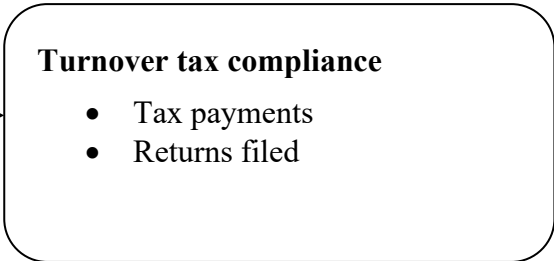 Turnover tax compliance
• Tax payments
• Returns filed